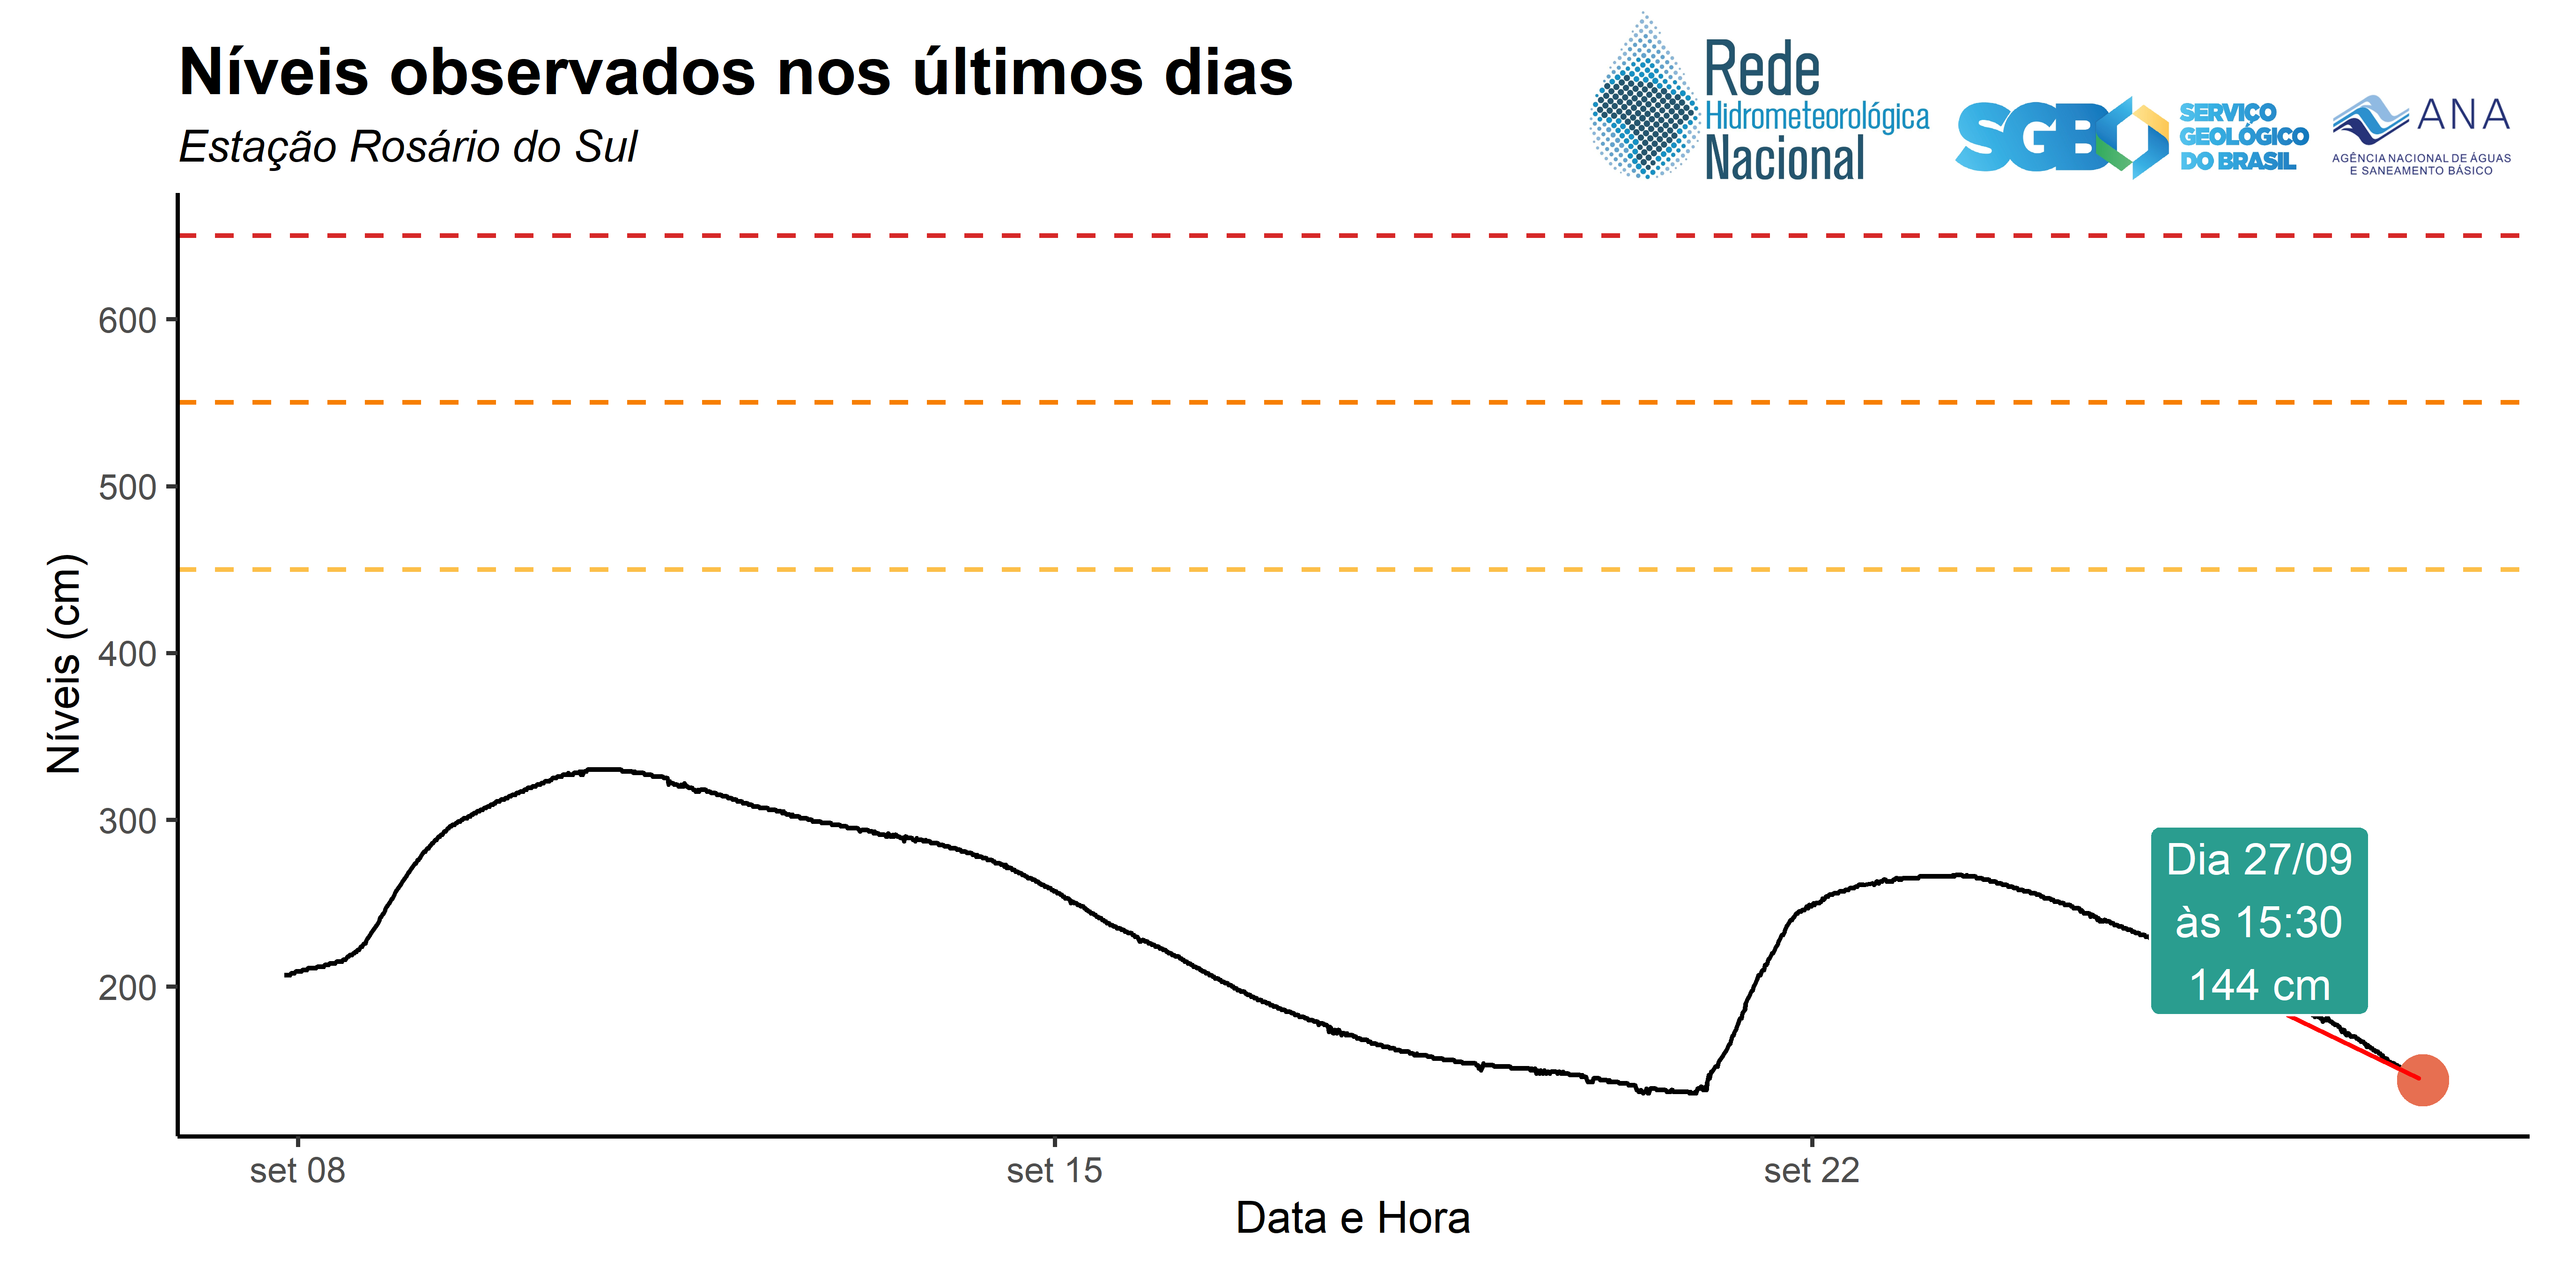 Níveis observados nos últimos dias
Estação Rosário do Sul
Rede
Hidrometeorológica
Nacional
SGB
SERVIÇO
GEOLÓGICO
DO BRASIL
ANA
AGÊNCIA NACIONAL DE ÁGUAS
E SANEAMENTO BÁSICO
Níveis (cm)
600
500
400
300
200
Dia 27/09
às 15:30
144 cm
set 08
set 15
set 22
Data e Hora